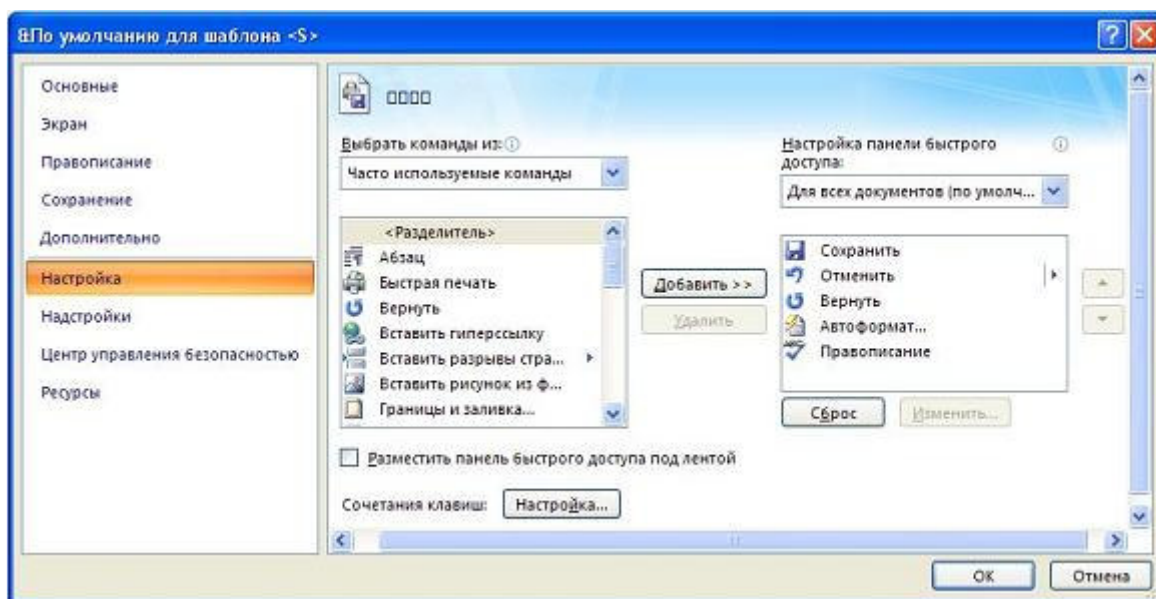 &По умолчанию для шаблона <S>
Основные
Экран
Правописание
Сохранение
Дополнительно
Настройка
Надстройки
Центр управления безопасностью
Ресурсы
Выбрать команды из:
Часто используемые команды
<Разделитель>
Абзац
Быстрая печать
Вернуть
Вставить гиперссылку
Вставить разрывы стра...
Вставить рисунок из ф...
Границы и заливка...
Добавить >>
Удалить
Настройка панели быстрого
доступа:
Для всех документов (по умолч...
Сохранить
Отменить
Вернуть
Автоформат...
Правописание
Сброс
Изменить...
Разместить панель быстрого доступа под лентой
Сочетания клавиш:
Настройка...
ОК
Отмена